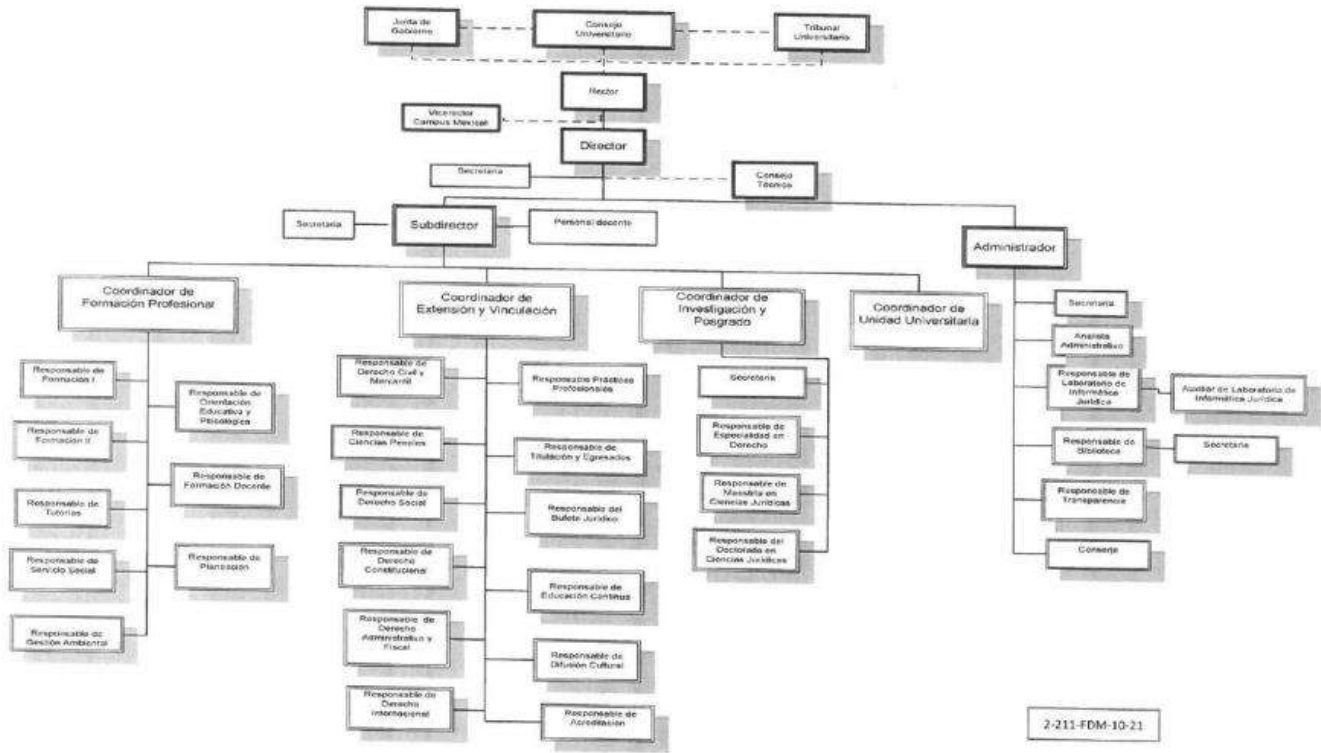 Junta de
Gobierno
Consejo
Universitario
Tribunal
Universitario
Rector
Vicerector
Campus Mexicali
Director
Secretaria
Consejo
Técnico
Secretaria
Subdirector
Personal docente
Administrador
Coordinador de
Formación Profesional
Coordinador de
Extensión y Vinculación
Coordinador de
Investigación y
Posgrado
Coordinador de
Unidad Universitaria
Responsable de
Formación I
Responsable de
Orientación
Educativa y
Psicológica
Responsable de
Formación II
Responsable de
Formación Docente
Responsable de
Tutorías
Responsable de
Servicio Social
Responsable de
Planeación
Responsable de
Gestión Ambiental
Responsable de
Derecho Civil y
Mercantil
Responsable Prácticas
Profesionales
Responsable de
Ciencias Penales
Responsable de
Titulación y Egresados
Responsable de
Derecho Social
Responsable del
Bufete Jurídico
Responsable de
Derecho
Constitucional
Responsable de
Educación Continua
Responsable de
Derecho
Administrativo y
Fiscal
Responsable de
Difusión Cultural
Responsable de
Derecho
Internacional
Responsable de
Acreditación
Secretaria
Responsable de
Especialidad en
Derecho
Responsable de
Maestría en
Ciencias Jurídicas
Responsable del
Doctorado en
Ciencias Jurídicas
Secretaria
Analista
Administrativo
Responsable de
Laboratorio de
Informática
Jurídica
Auxiliar de Laboratorio de
Informática Jurídica
Responsable de
Biblioteca
Secretaria
Responsable de
Transparencia
Conserje
2-211-FDM-10-21